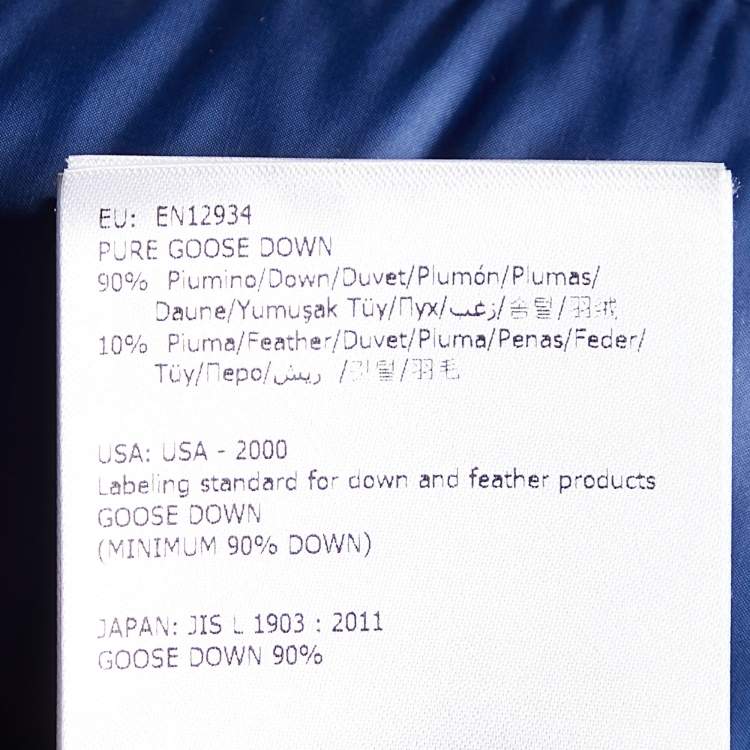 EU: EN12934
PURE GOOSE DOWN
90% Piumino/Down/Duvet/Plumón/Plumas/
Daune/Yumuşak Tüy/Пух/زغب/솜털/羽绒
10% Piuma/Feather/Duvet/Pluma/Penas/Feder/
Tüy/Перо/ريش /깃털/羽毛
USA: USA - 2000
Labeling standard for down and feather products
GOOSE DOWN
(MINIMUM 90% DOWN)
JAPAN: JIS L 1903 : 2011
GOOSE DOWN 90%